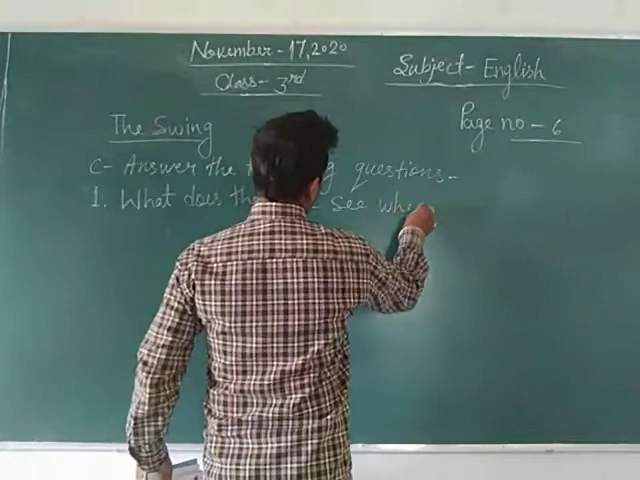 November - 17, 2020
Class - 3rd
Subject - English
Page no - 6
The Swing
C- Answer the g questions -
1. What does the - see whe